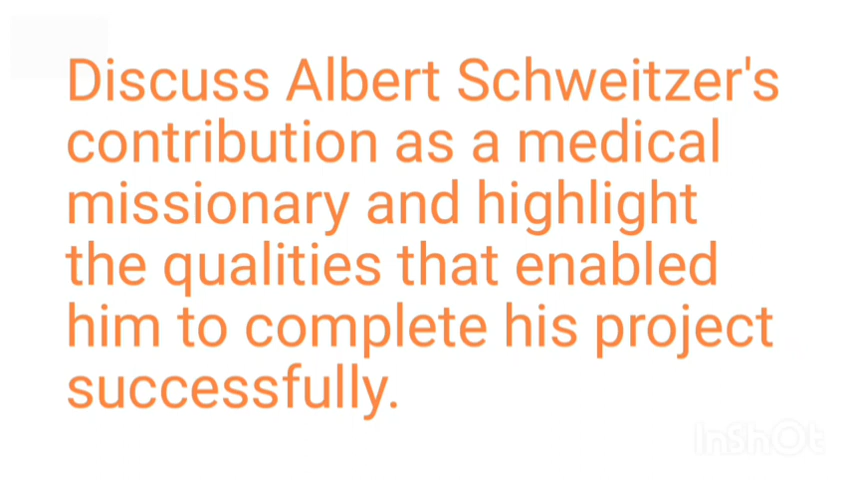 Discuss Albert Schweitzer's
contribution as a medical
missionary and highlight
the qualities that enabled
him to complete his project
successfully.
InShOt